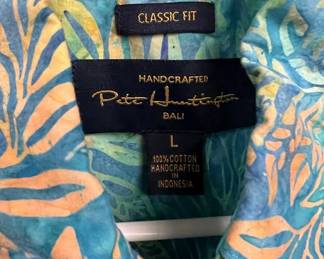 CLASSIC FIT
HANDCRAFTED
Pete Huntington
BALI
L
100% COTTON
HANDCRAFTED
IN
INDONESIA